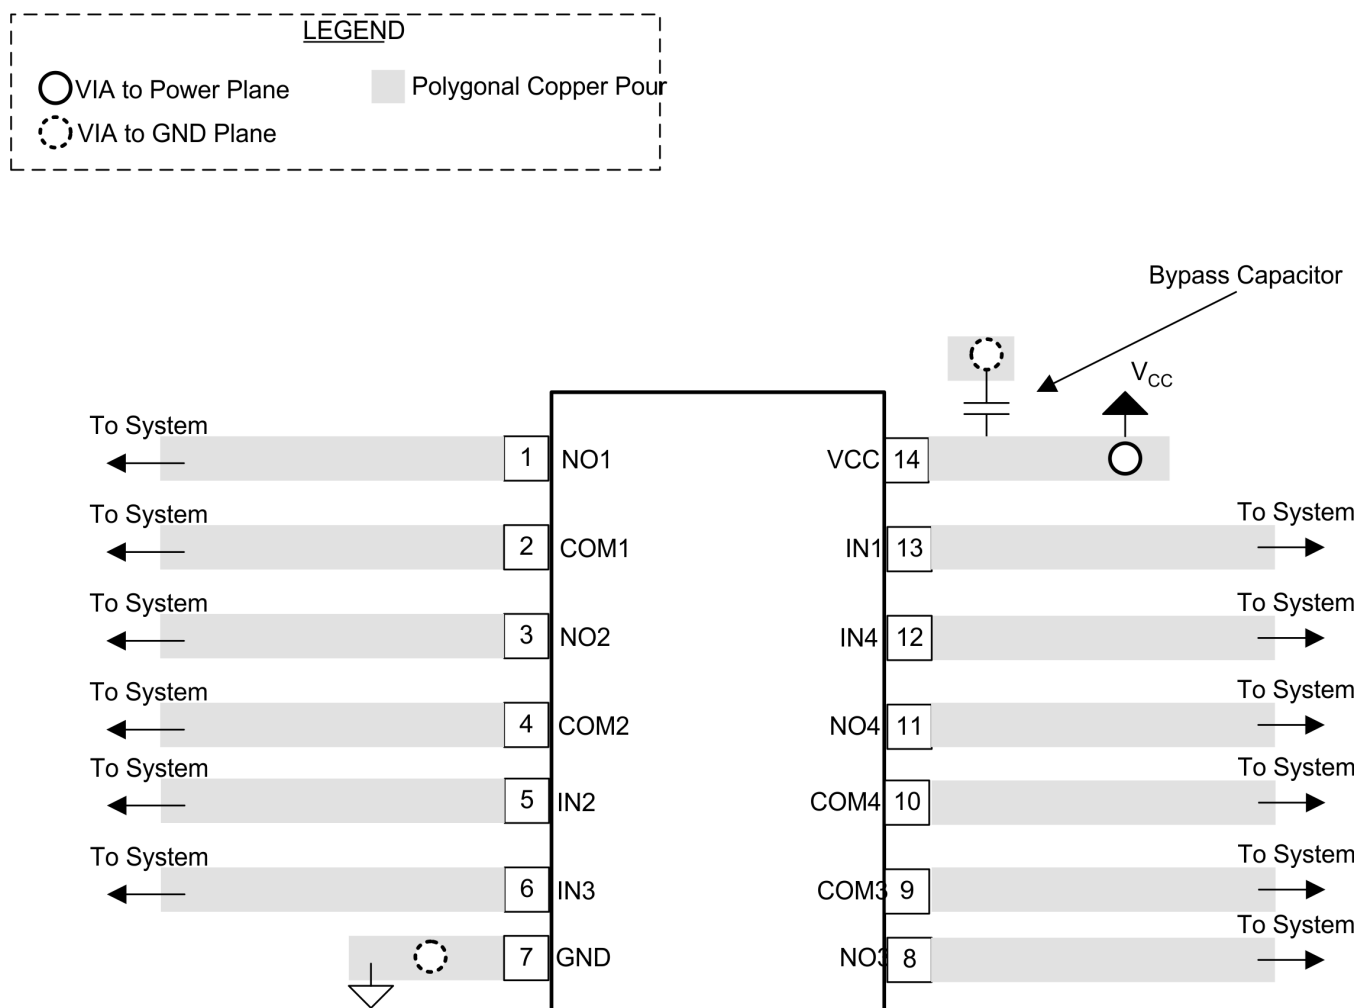 LEGEND
VIA to Power Plane
Polygonal Copper Pour
VIA to GND Plane
Bypass Capacitor
VCC
To System
1 NO1
VCC 14
To System
To System
2 COM1
IN1 13
To System
To System
3 NO2
IN4 12
To System
To System
4 COM2
NO4 11
To System
To System
5 IN2
COM4 10
To System
To System
6 IN3
COM3 9
To System
7 GND
NO3 8